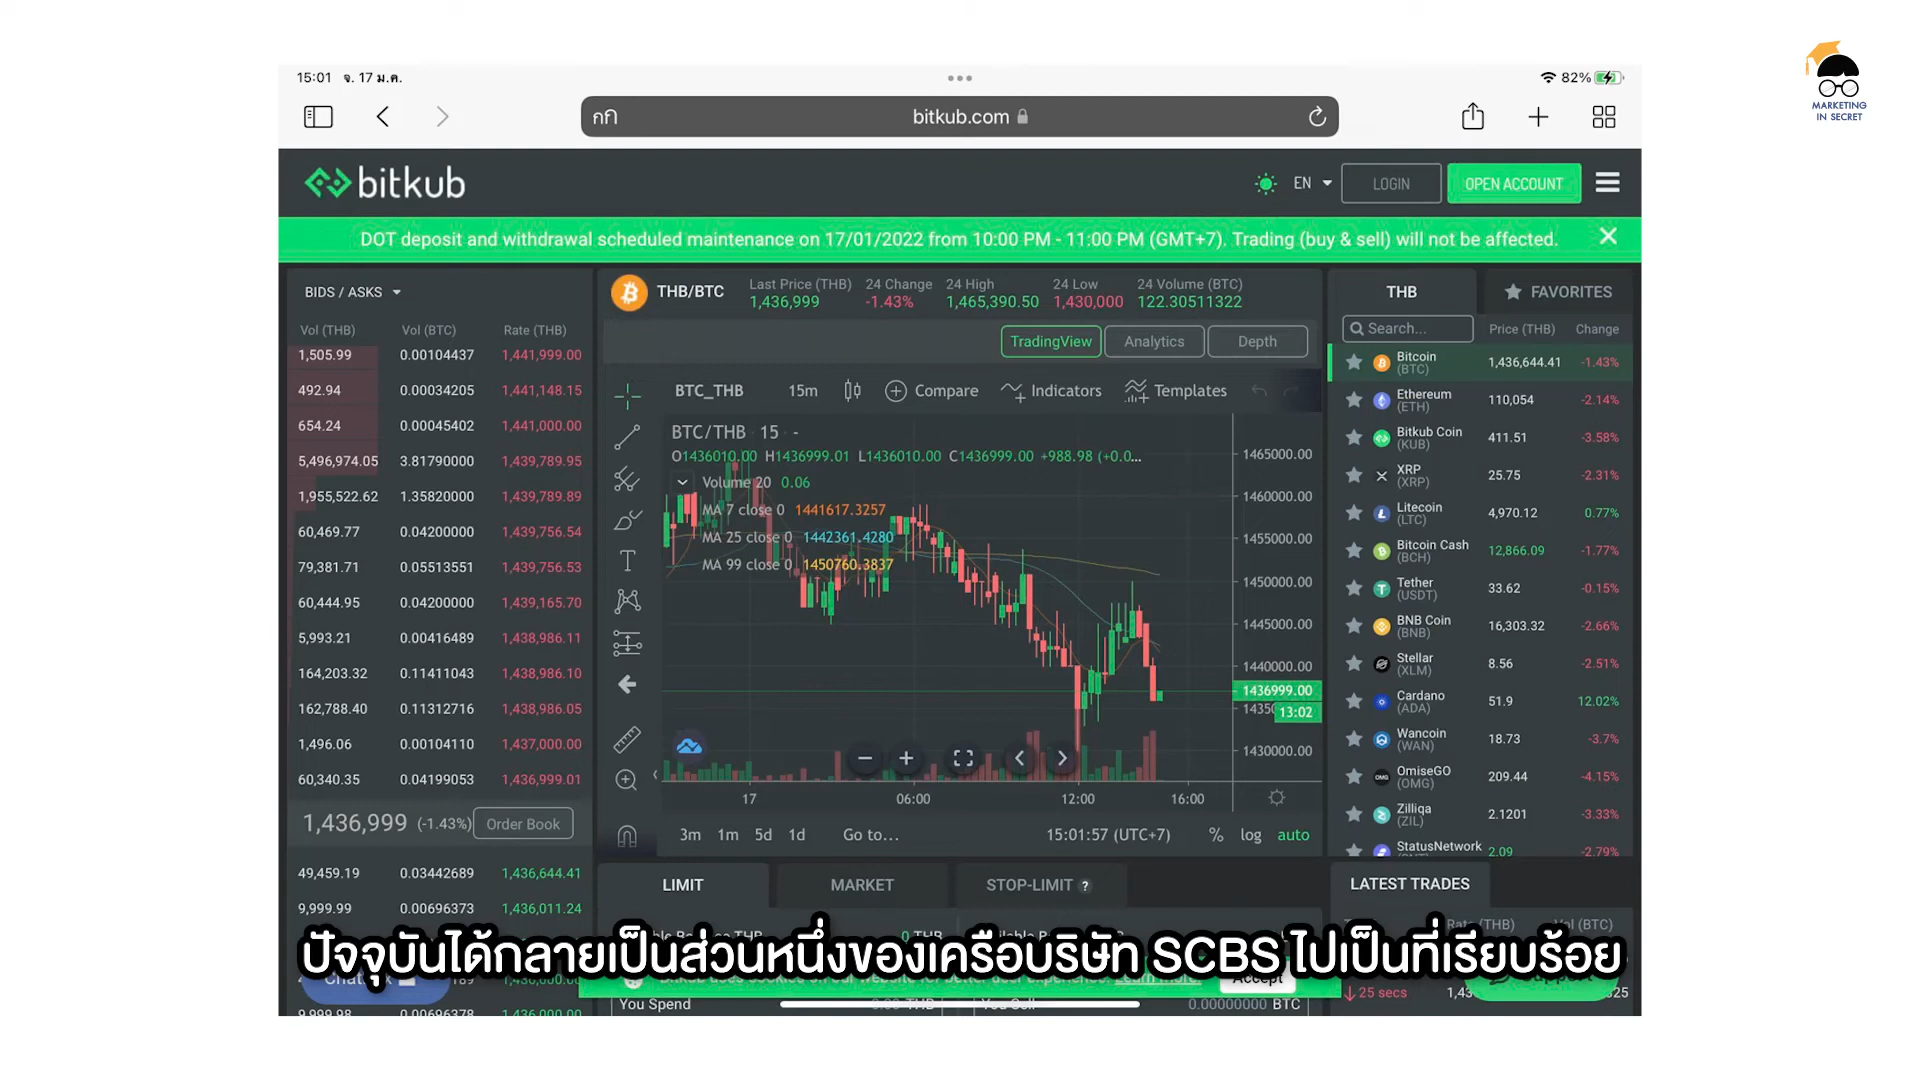 15:01 จ. 17 ม.ค.
82%
กก bitkub.com
MARKETING
IN SECRET
bitkub
EN LOGIN OPEN ACCOUNT
DOT deposit and withdrawal scheduled maintenance on 17/01/2022 from 10:00 PM - 11:00 PM (GMT+7). Trading (buy & sell) will not be affected.
BIDS / ASKS
Vol (THB) Vol (BTC) Rate (THB)
1,505.99 0.00104437 1,441,999.00
492.94 0.00034205 1,441,148.15
654.24 0.00045402 1,441,000.00
5,496,974.05 3.81790000 1,439,789.95
1,955,522.62 1.35820000 1,439,789.89
60,469.77 0.04200000 1,439,756.54
79,381.71 0.05513551 1,439,756.53
60,444.95 0.04200000 1,439,165.70
5,993.21 0.00416489 1,438,986.11
164,203.32 0.11411043 1,438,986.10
162,788.40 0.11312716 1,438,986.05
1,496.06 0.00104110 1,437,000.00
60,340.35 0.04199053 1,436,999.01
1,436,999 (-1.43%) Order Book
49,459.19 0.03442689 1,436,644.41
9,999.99 0.00696373 1,436,011.24
9,999.98 0.00696378 1,436,000.00
THB/BTC
Last Price (THB) 24 Change 24 High 24 Low 24 Volume (BTC)
1,436,999 -1.43% 1,465,390.50 1,430,000 122.30511322
TradingView Analytics Depth
BTC_THB 15m Compare Indicators Templates
BTC/THB · 15 · -
O1436010.00 H1436999.01 L1436010.00 C1436999.00 +988.98 (+0.0...
Volume 20 0.06
MA 7 close 0 1441617.3257
MA 25 close 0 1442361.4280
MA 99 close 0 1450760.3837
1465000.00
1460000.00
1455000.00
1450000.00
1445000.00
1440000.00
1436999.00
13:02
1430000.00
17 06:00 12:00 16:00
3m 1m 5d 1d Go to... 15:01:57 (UTC+7) % log auto
LIMIT MARKET STOP-LIMIT ?
THB FAVORITES
Search... Price (THB) Change
Bitcoin (BTC) 1,436,644.41 -1.43%
Ethereum (ETH) 110,054 -2.14%
Bitkub Coin (KUB) 411.51 -3.58%
XRP (XRP) 25.75 -2.31%
Litecoin (LTC) 4,970.12 0.77%
Bitcoin Cash (BCH) 12,866.09 -1.77%
Tether (USDT) 33.62 -0.15%
BNB Coin (BNB) 16,303.32 -2.66%
Stellar (XLM) 8.56 -2.51%
Cardano (ADA) 51.9 12.02%
Wancoin (WAN) 18.73 -3.7%
OmiseGO (OMG) 209.44 -4.15%
Zilliqa (ZIL) 2.1201 -3.33%
StatusNetwork 2.09 -2.79%
LATEST TRADES
Vol (BTC)
ปัจจุบันได้กลายเป็นส่วนหนึ่งของเครือบริษัท SCBS ไปเป็นที่เรียบร้อย
Accept
25 secs
You Spend THB
0.00000000 BTC